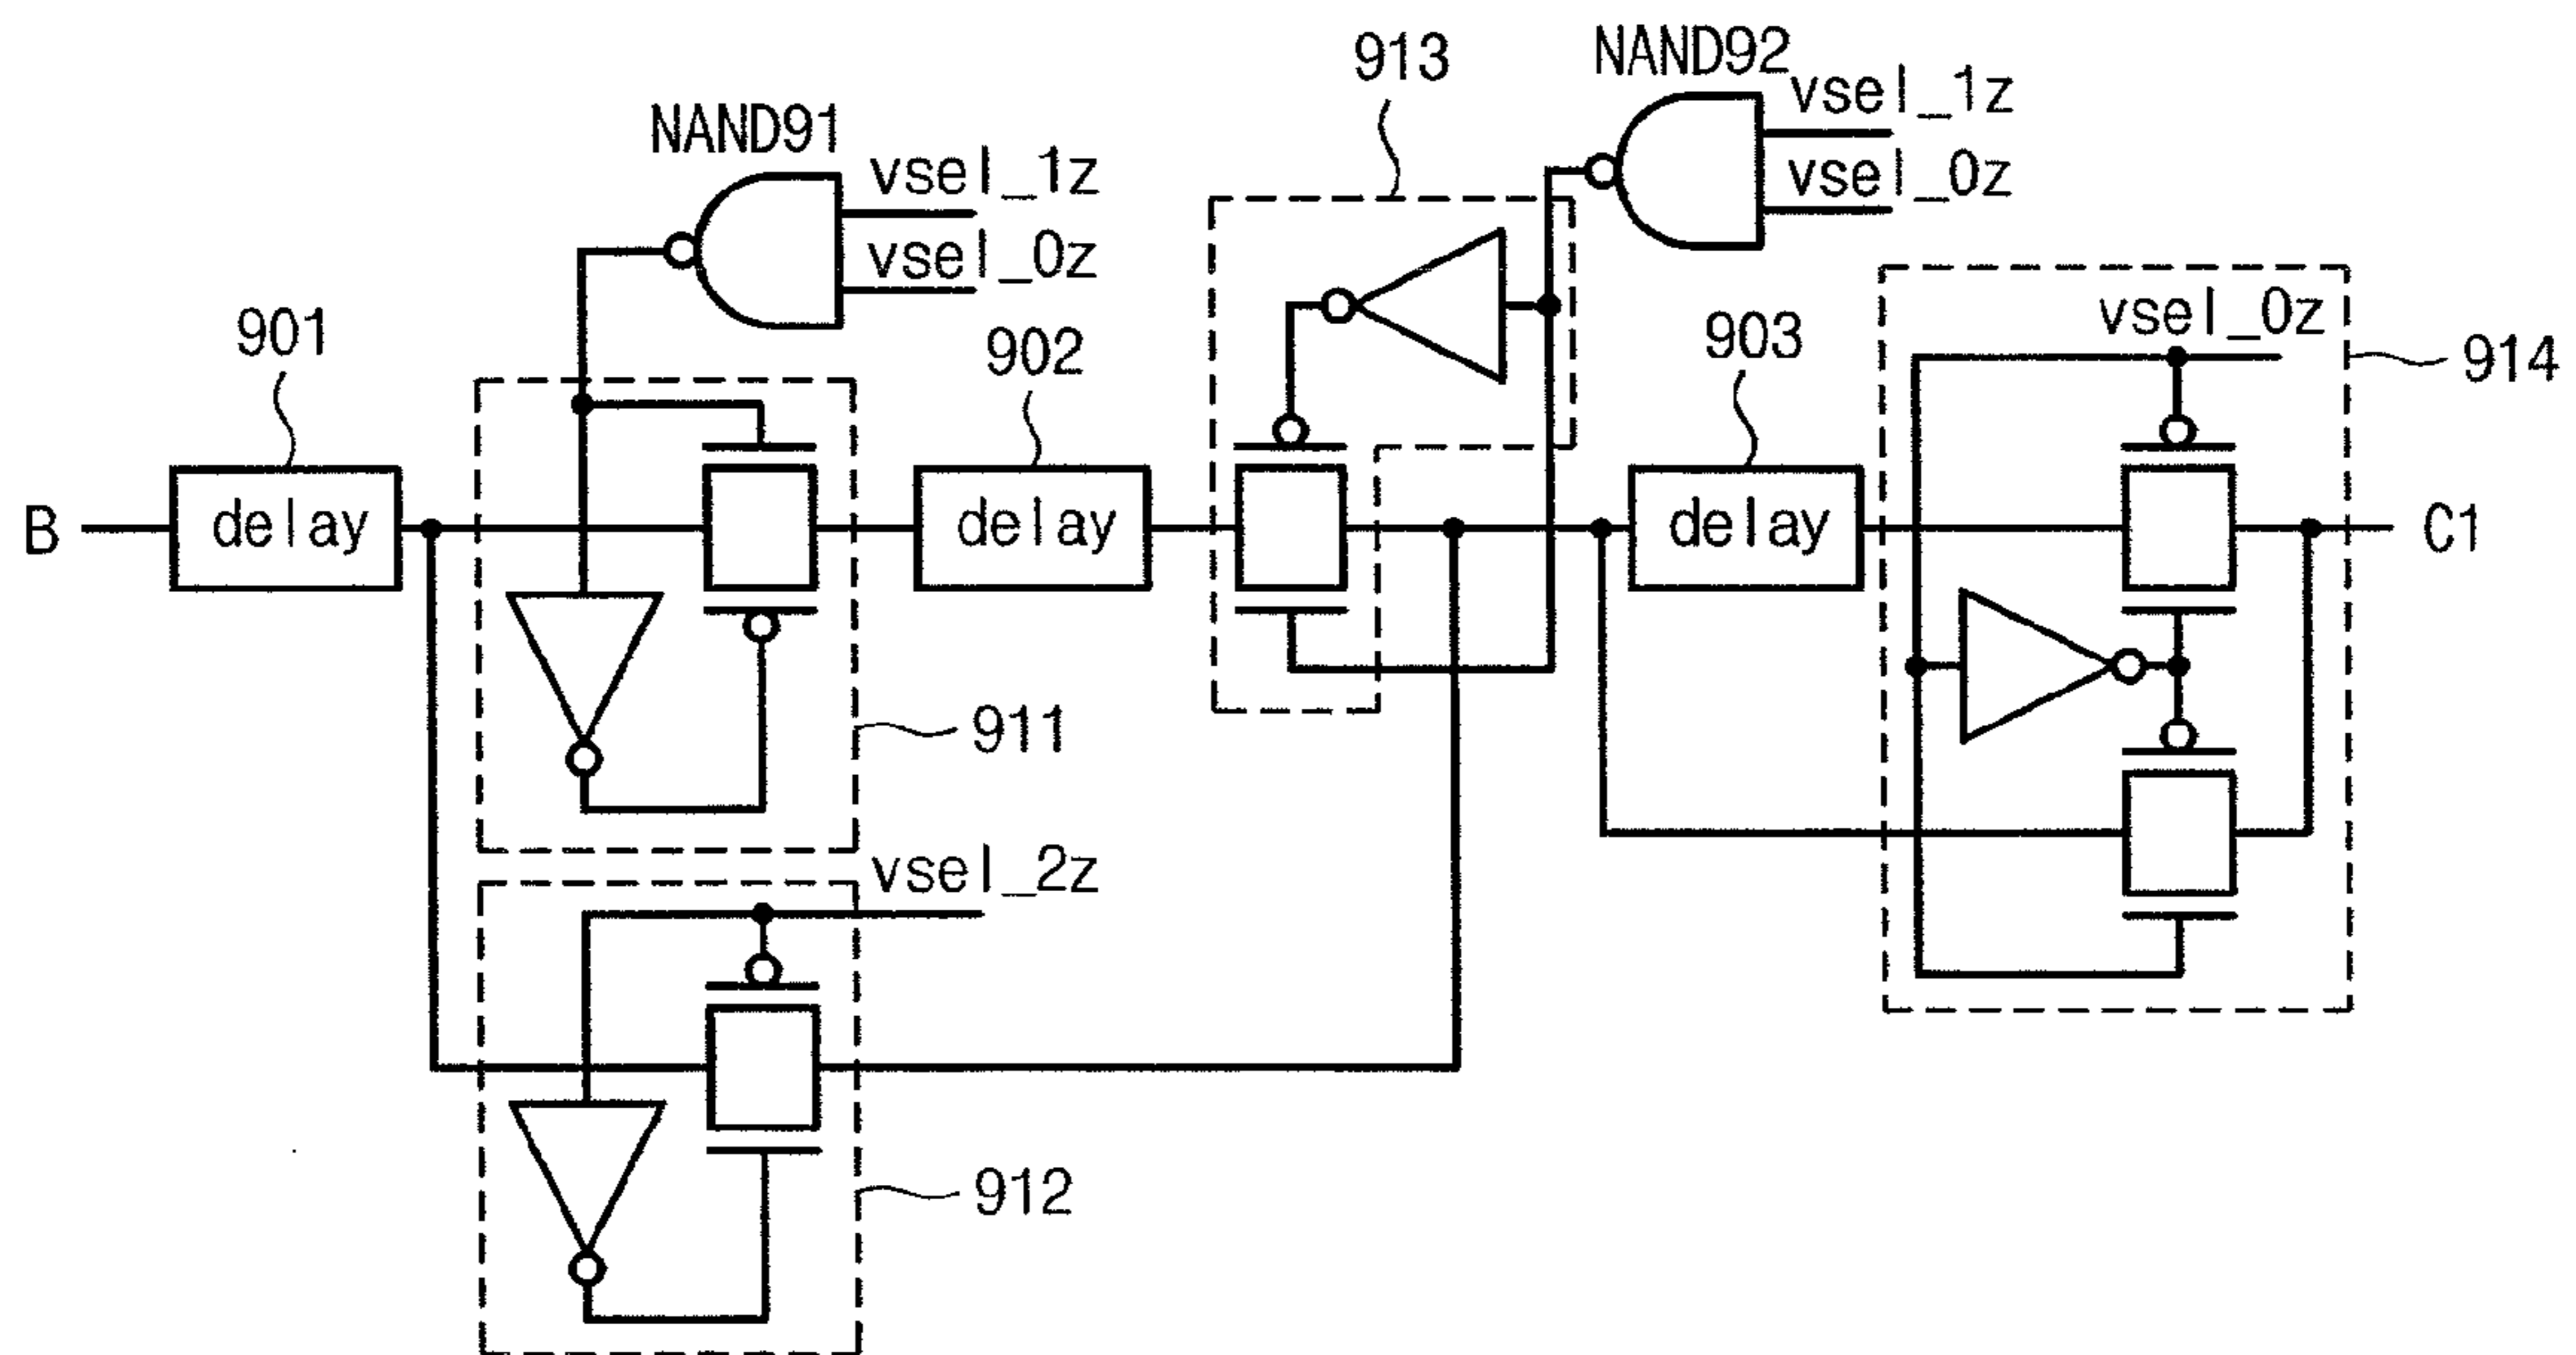 913
NAND92
vsel_1z
vsel_0z
NAND91
vsel_1z
vsel_0z
901
902
903
vsel_0z
914
B
delay
delay
delay
C1
911
vsel_2z
912